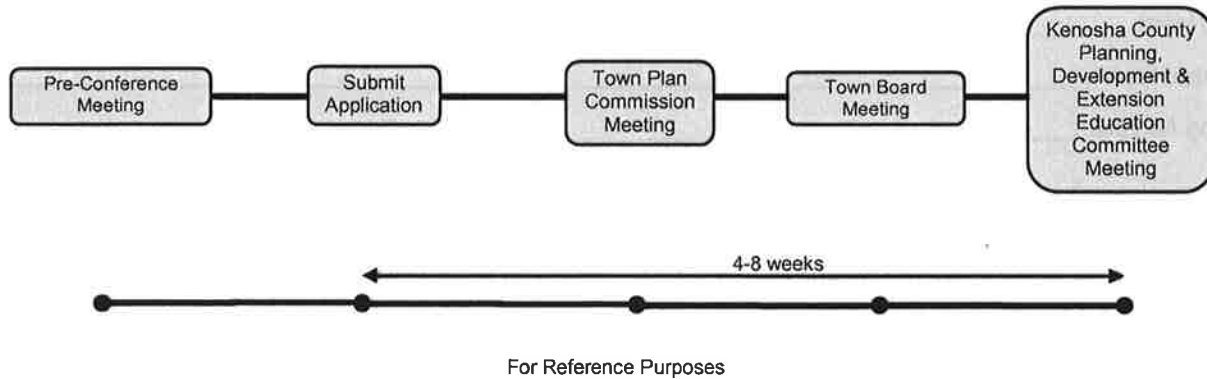 Pre-Conference
Meeting
Submit
Application
Town Plan
Commission
Meeting
Town Board
Meeting
Kenosha County
Planning,
Development &
Extension
Education
Committee
Meeting
4-8 weeks
For Reference Purposes